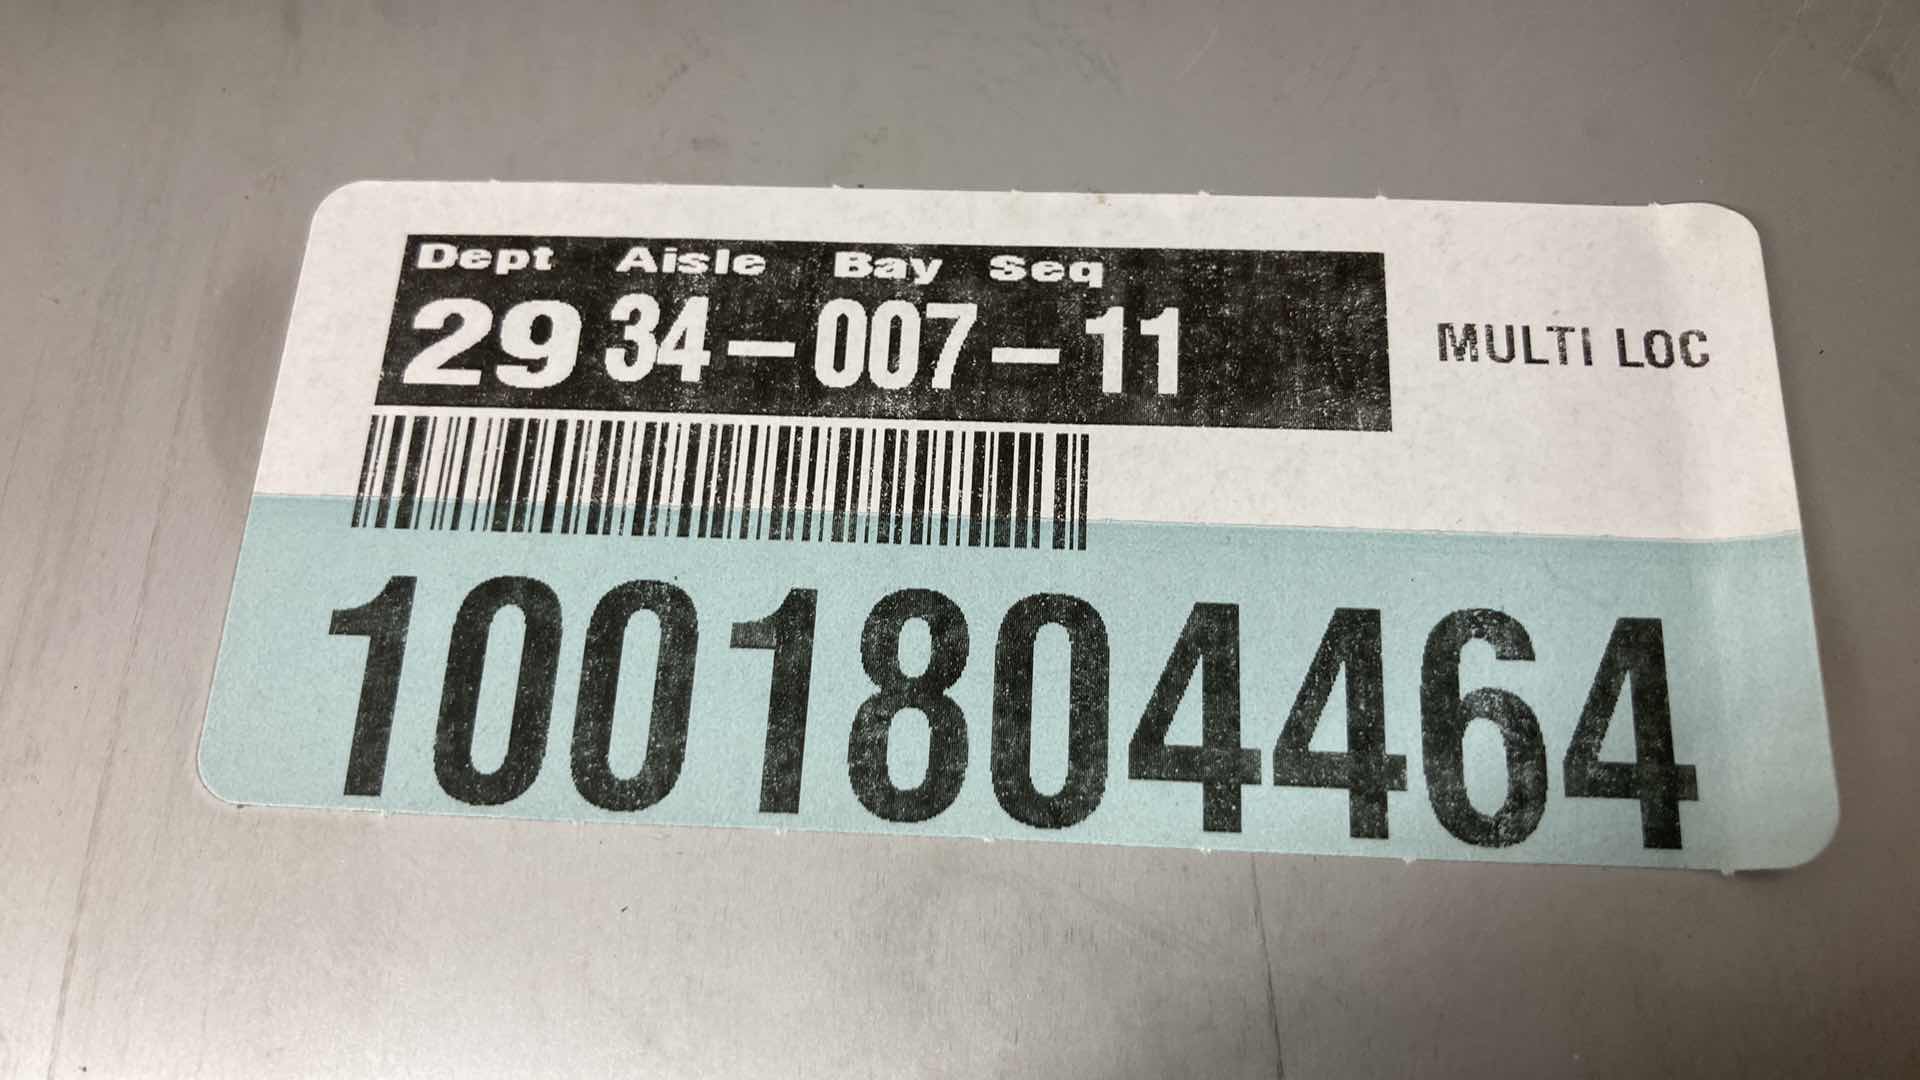 Dept Aisle Bay Seq
29 34-007-11
MULTI LOC
1001804464